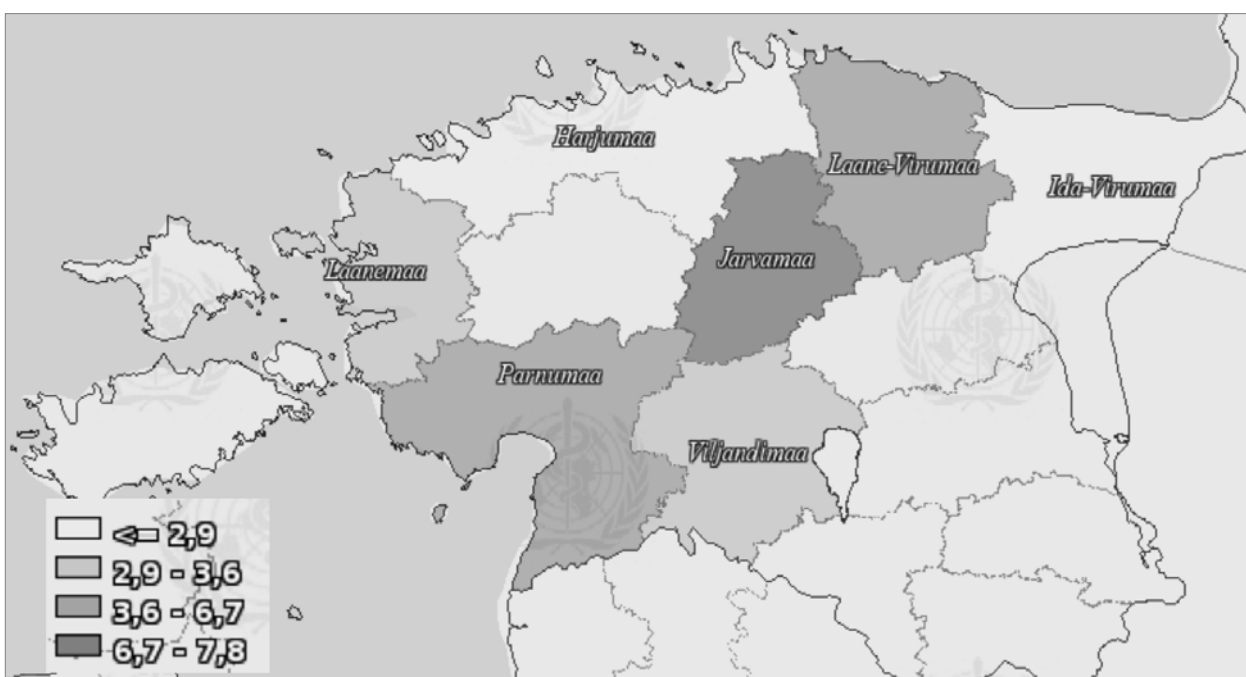 Harjumaa
Laane-Virumaa
Ida-Virumaa
Jarvamaa
Laanemaa
Parnumaa
Viljandimaa
<= 2,9
2,9 - 3,6
3,6 - 6,7
6,7 - 7,8